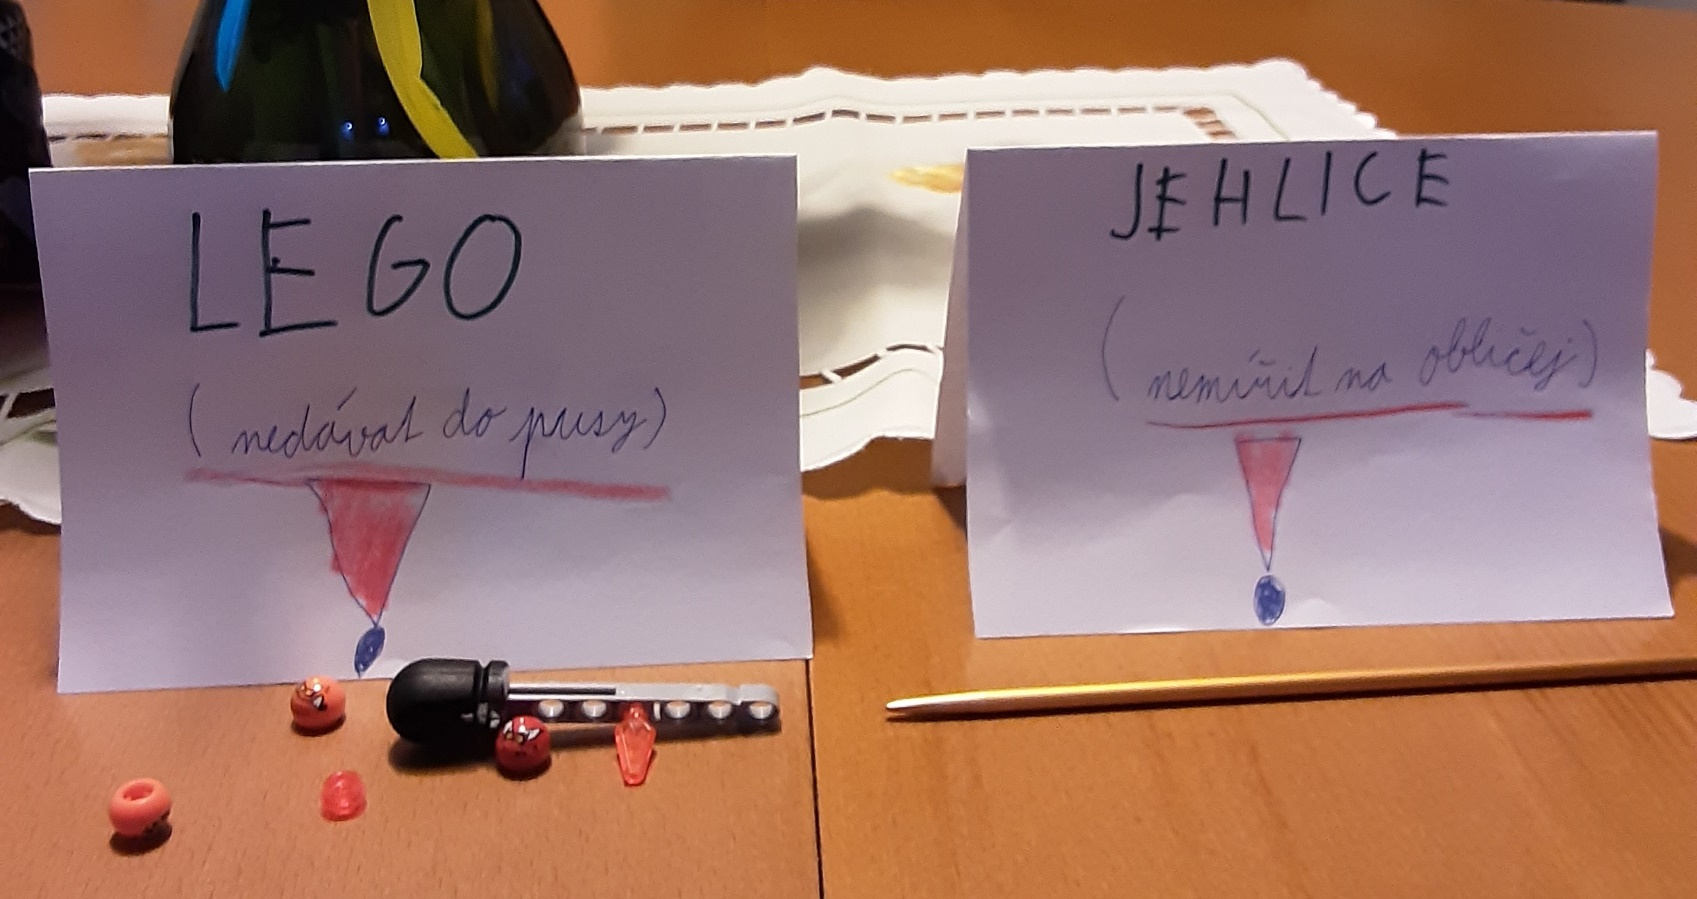 LEGO
(nedávat do pusy)
JEHLICE
(nemířit na obličej)